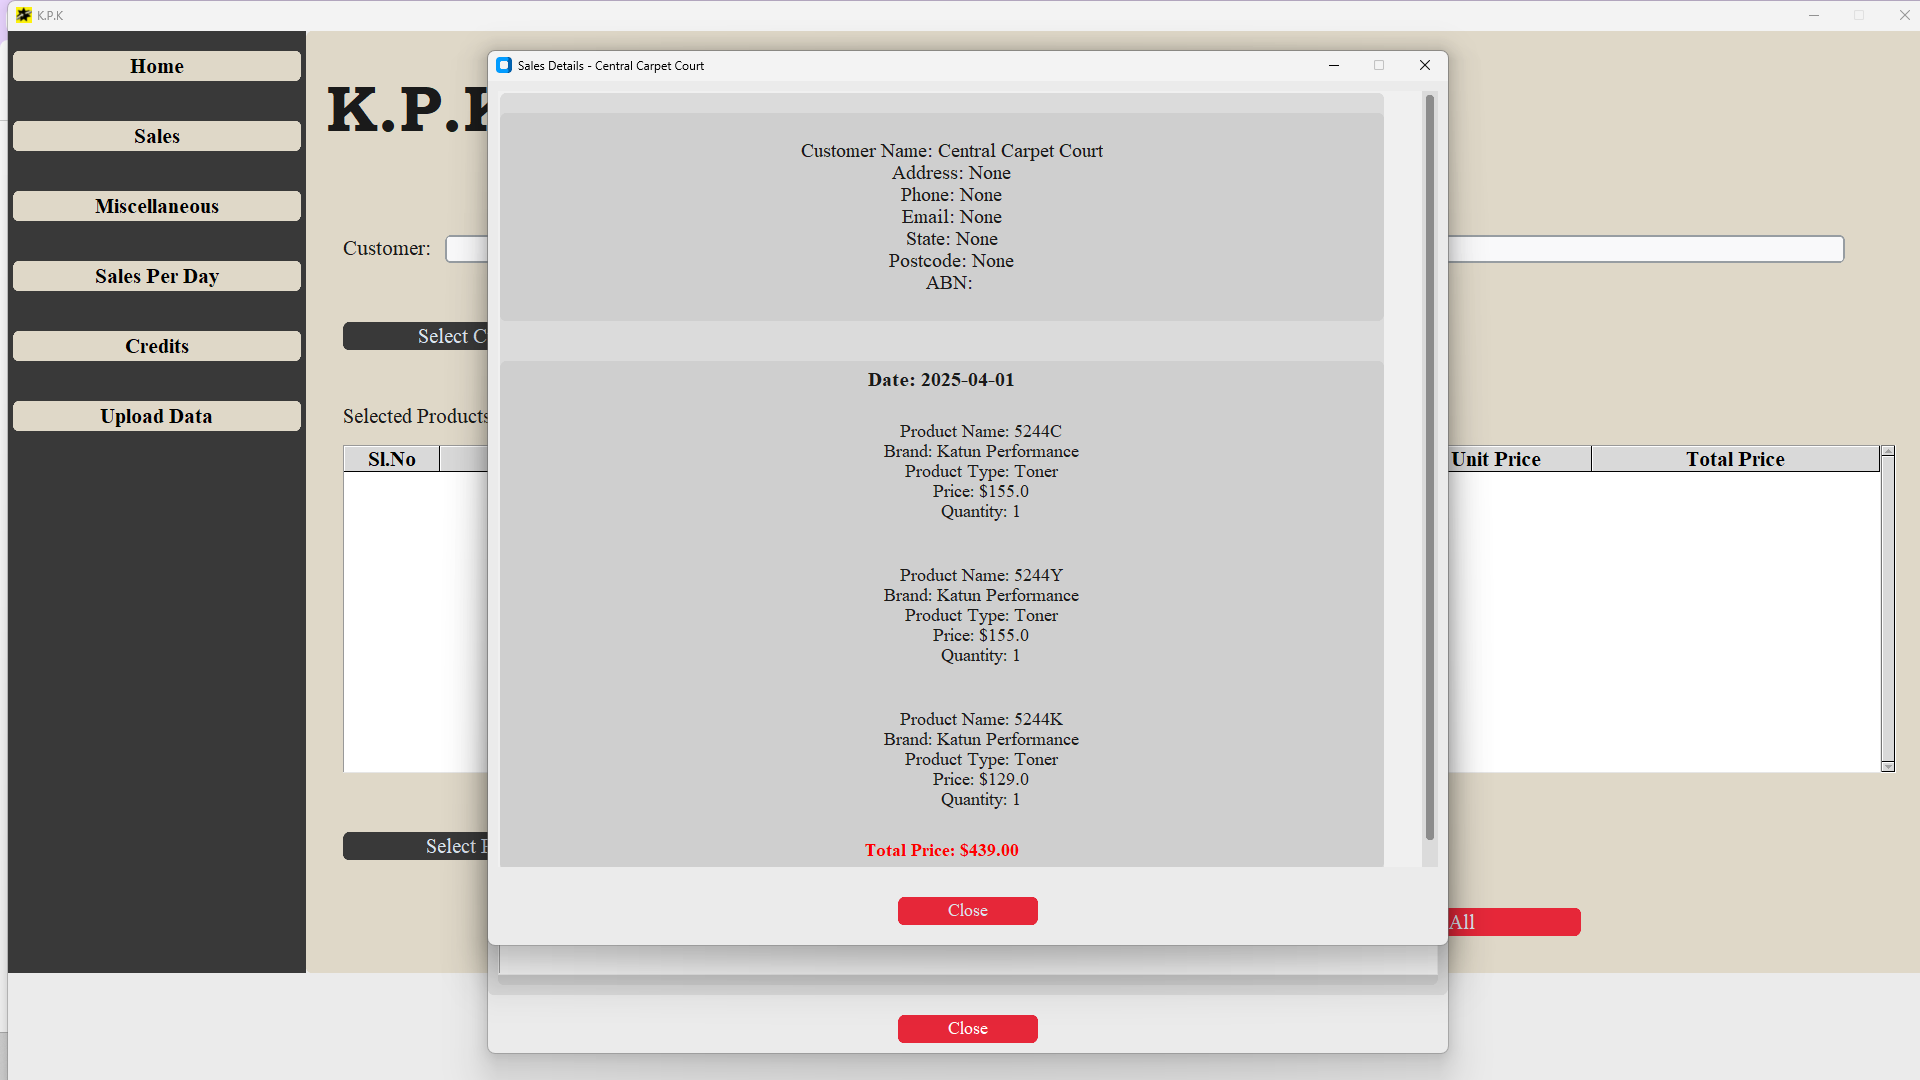 K.P.K
Home
Sales
Miscellaneous
Sales Per Day
Credits
Upload Data
K.P.K
Customer:
Select C
Selected Products
Sl.No
Unit Price
Total Price
Select
All
Sales Details - Central Carpet Court
Customer Name: Central Carpet Court
Address: None
Phone: None
Email: None
State: None
Postcode: None
ABN:
Date: 2025-04-01
Product Name: 5244C
Brand: Katun Performance
Product Type: Toner
Price: $155.0
Quantity: 1
Product Name: 5244Y
Brand: Katun Performance
Product Type: Toner
Price: $155.0
Quantity: 1
Product Name: 5244K
Brand: Katun Performance
Product Type: Toner
Price: $129.0
Quantity: 1
Total Price: $439.00
Close
Close